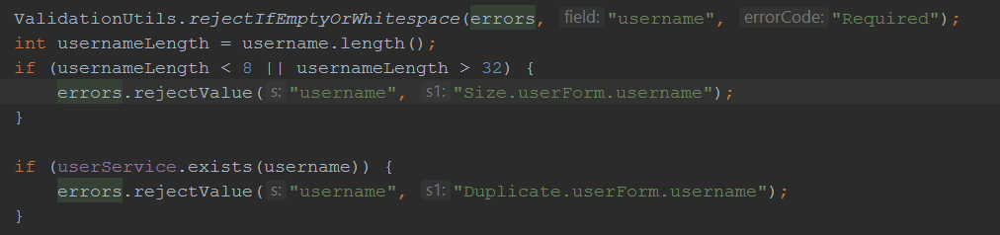 ValidationUtils.rejectIfEmptyOrWhitespace(errors, field: "username", errorCode: "Required");
int usernameLength = username.length();
if (usernameLength < 8 || usernameLength > 32) {
    errors.rejectValue( s: "username", s1: "Size.userForm.username");
}

if (userService.exists(username)) {
    errors.rejectValue( s: "username", s1: "Duplicate.userForm.username");
}